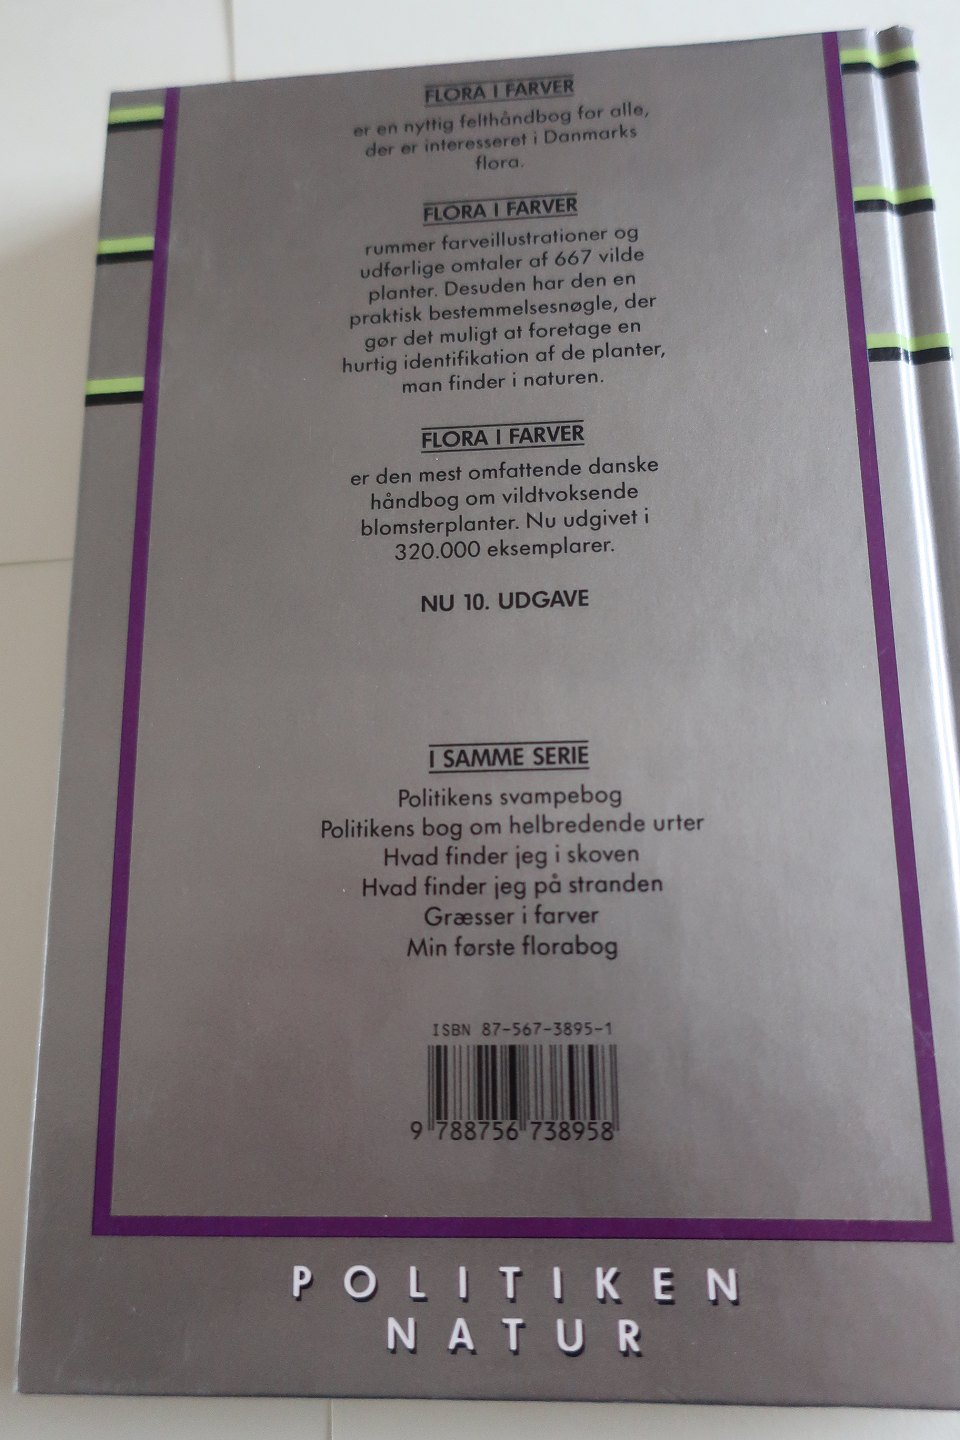 FLORA I FARVER
er en nyttig felthåndbog for alle,
der er interesseret i Danmarks
flora.
FLORA I FARVER
rummer farveillustrationer og
udførlige omtaler af 667 vilde
planter. Desuden har den en
praktisk bestemmelsesnøgle, der
gør det muligt at foretage en
hurtig identifikation af de planter,
man finder i naturen.
FLORA I FARVER
er den mest omfattende danske
håndbog om vildtvoksende
blomsterplanter. Nu udgivet i
320.000 eksemplarer.
NU 10. UDGAVE
I SAMME SERIE
Politikens svampebog
Politikens bog om helbredende urter
Hvad finder jeg i skoven
Hvad finder jeg på stranden
Græsser i farver
Min første florabog
ISBN 87-567-3895-1
9 788756 738958
POLITIKEN
NATUR